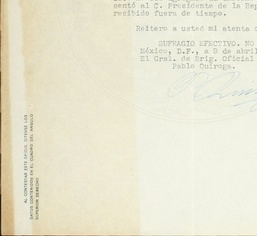 sentó al C. Presidente de la Rep
recibido fuera de tiempo.
Reitero a usted mi atenta c
SUFRAGIO EFECTIVO. NO
México, D.F., a 8 de abril
El Gral. de Brig. Oficial
Pablo Quiroga.
AL CONTESTAR ESTE OFICIO, CITENSE LOS
DATOS CONTENIDOS EN EL CUADRO DEL ANGULO
SUPERIOR DERECHO